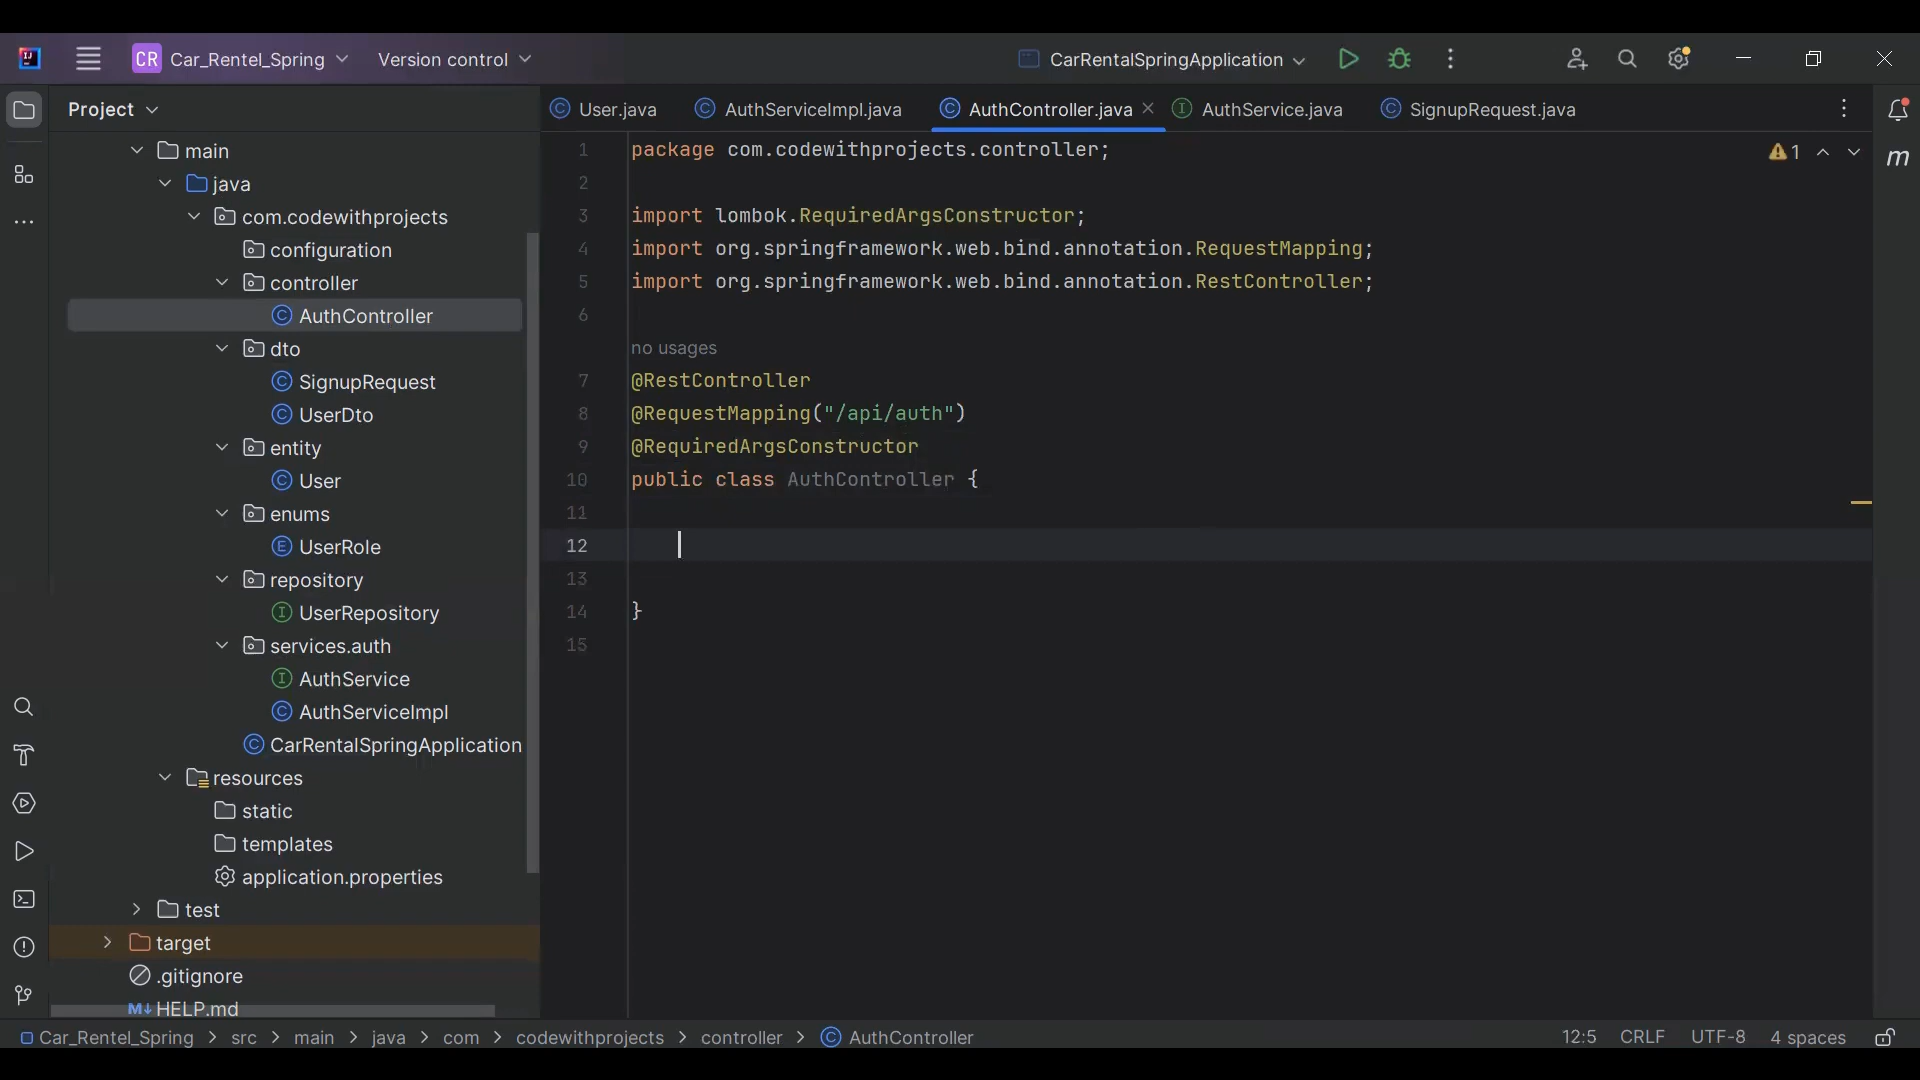 CR Car_Rentel_Spring Version control CarRentalSpringApplication
Project
User.java AuthServiceImpl.java AuthController.java AuthService.java SignupRequest.java
main
java
com.codewithprojects
configuration
controller
AuthController
dto
SignupRequest
UserDto
entity
User
enums
UserRole
repository
UserRepository
services.auth
AuthService
AuthServiceImpl
CarRentalSpringApplication
resources
static
templates
application.properties
test
target
.gitignore
M↓ HELP.md
1 package com.codewithprojects.controller;
2
3 import lombok.RequiredArgsConstructor;
4 import org.springframework.web.bind.annotation.RequestMapping;
5 import org.springframework.web.bind.annotation.RestController;
6
no usages
7 @RestController
8 @RequestMapping("/api/auth")
9 @RequiredArgsConstructor
10 public class AuthController {
11
12
13
14 }
15
1
m
Car_Rentel_Spring > src > main > java > com > codewithprojects > controller > AuthController
12:5 CRLF UTF-8 4 spaces